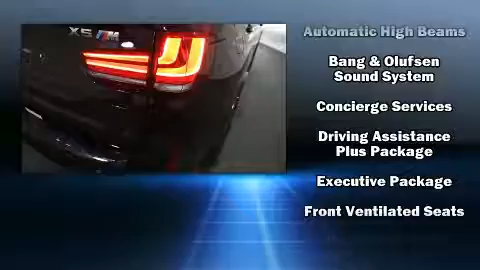 X5 M
Automatic High Beams
Bang & Olufsen
Sound System
Concierge Services
Driving Assistance
Plus Package
Executive Package
Front Ventilated Seats